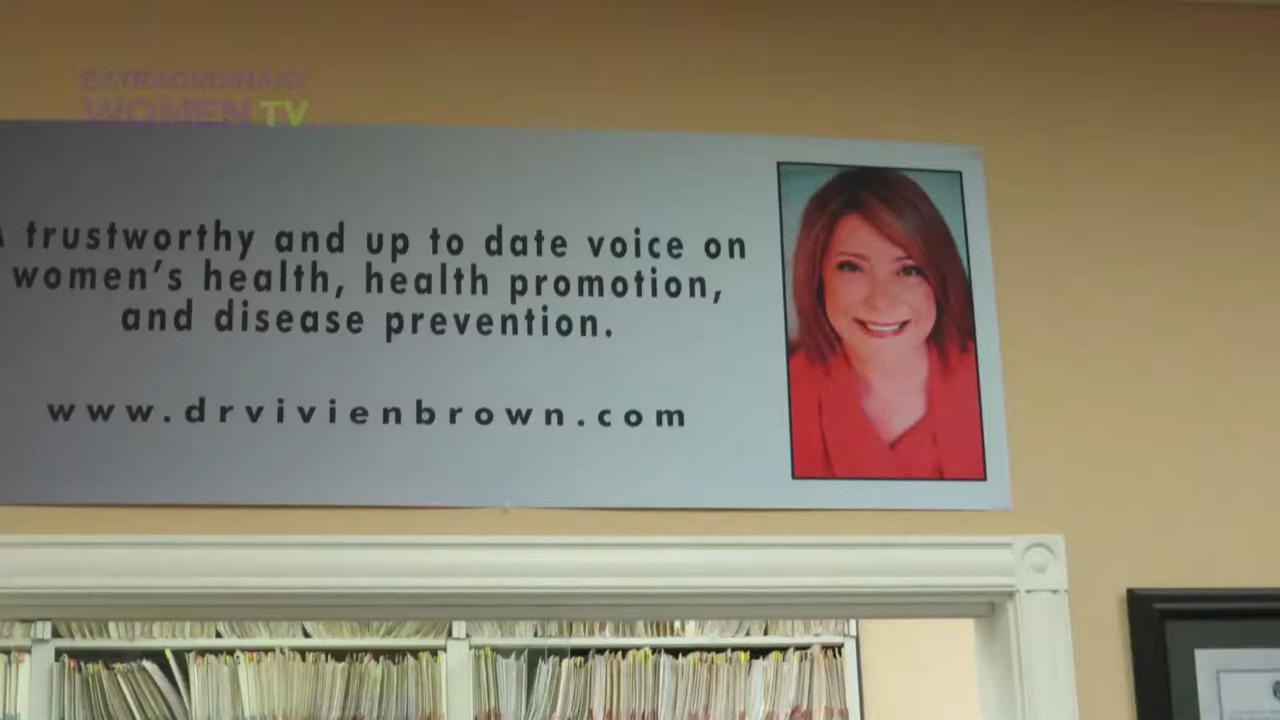 EXTRAORDINARY
WOMEN.TV
trustworthy and up to date voice on
women's health, health promotion,
and disease prevention.
www.drvivienbrown.com